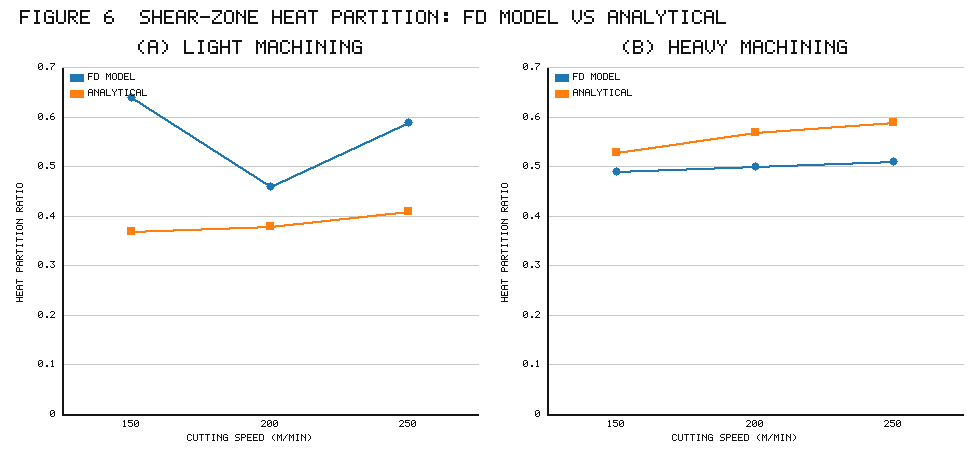 FIGURE 6  SHEAR-ZONE HEAT PARTITION: FD MODEL VS ANALYTICAL
(A) LIGHT MACHINING
0.7
0.6
0.5
0.4
0.3
0.2
0.1
0
HEAT PARTITION RATIO
FD MODEL
ANALYTICAL
150
200
250
CUTTING SPEED (M/MIN)
(B) HEAVY MACHINING
0.7
0.6
0.5
0.4
0.3
0.2
0.1
0
HEAT PARTITION RATIO
FD MODEL
ANALYTICAL
150
200
250
CUTTING SPEED (M/MIN)